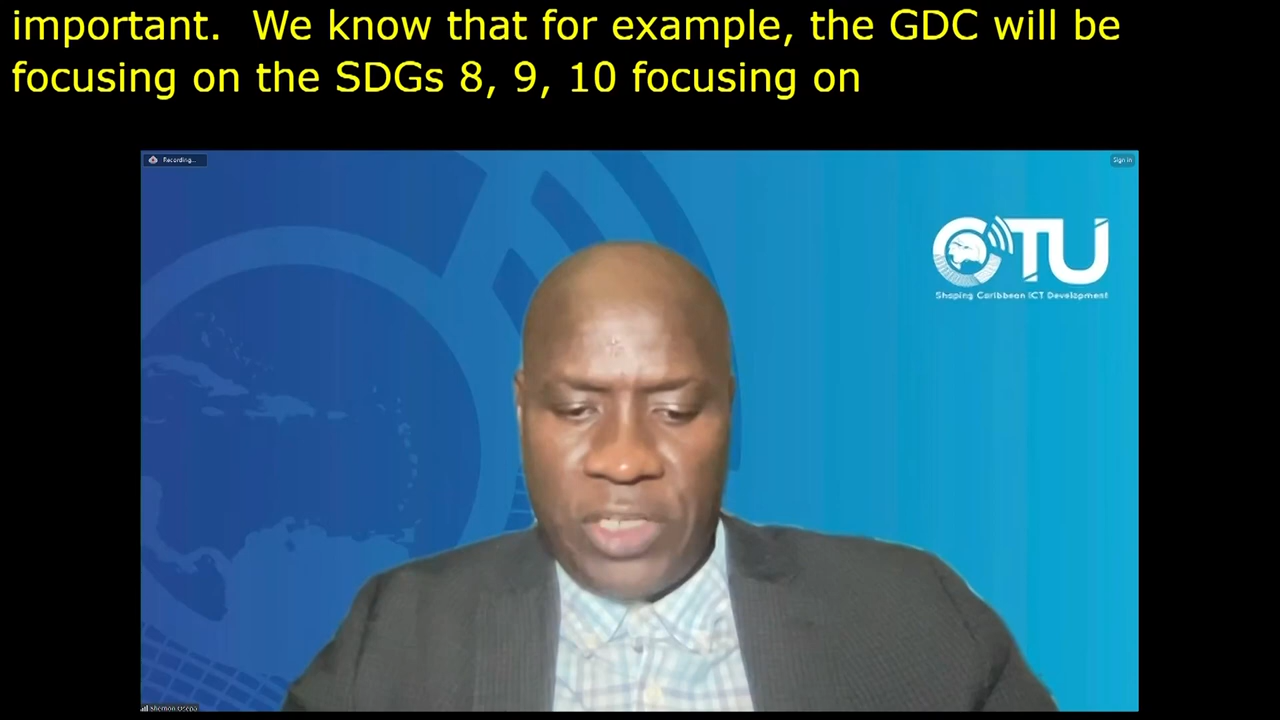 important.  We know that for example, the GDC will be
focusing on the SDGs 8, 9, 10 focusing on
Recording...
Sign in
CTU
Shaping Caribbean ICT Development